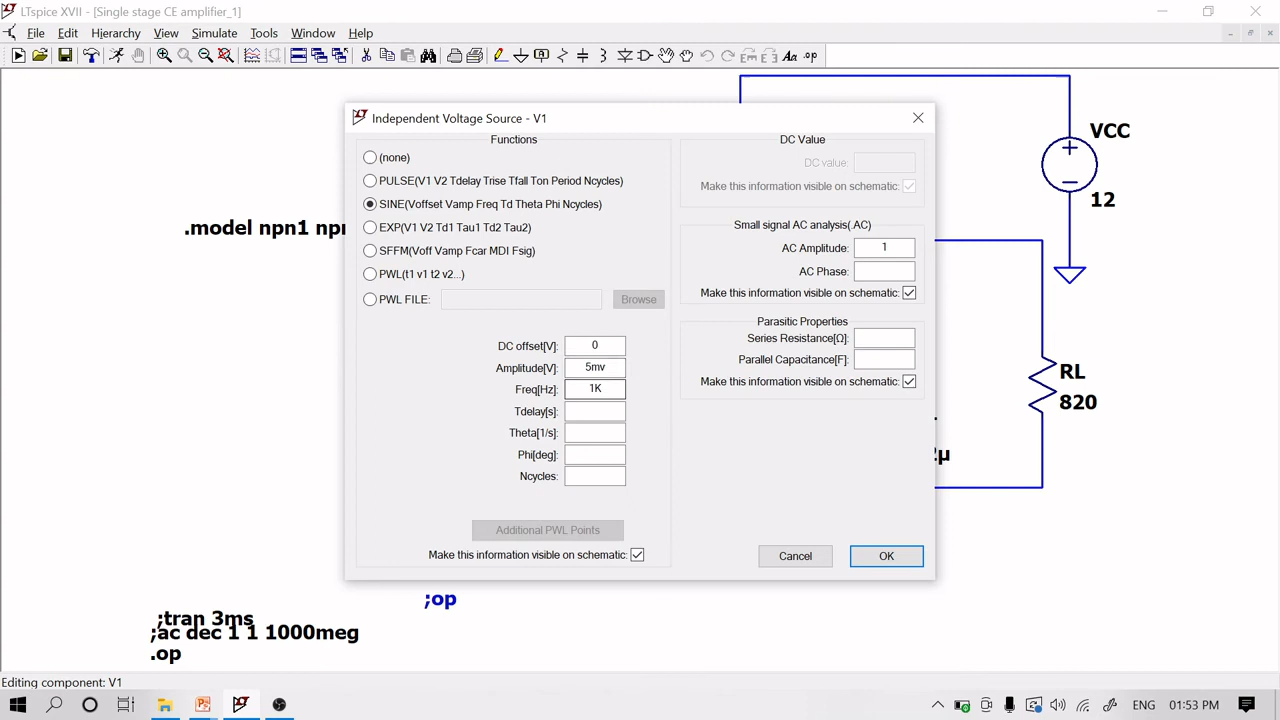 LTspice XVII - [Single stage CE amplifier_1]
File Edit Hierarchy View Simulate Tools Window Help
.op
VCC
12
.model npn1 npn
RL
820
2µ
;op
;tran 3ms
;ac dec 1 1 1000meg
.op
Independent Voltage Source - V1
Functions
(none)
PULSE(V1 V2 Tdelay Trise Tfall Ton Period Ncycles)
SINE(Voffset Vamp Freq Td Theta Phi Ncycles)
EXP(V1 V2 Td1 Tau1 Td2 Tau2)
SFFM(Voff Vamp Fcar MDI Fsig)
PWL(t1 v1 t2 v2...)
PWL FILE: Browse
DC offset[V]: 0
Amplitude[V]: 5mv
Freq[Hz]: 1K
Tdelay[s]:
Theta[1/s]:
Phi[deg]:
Ncycles:
Additional PWL Points
Make this information visible on schematic:
DC Value
DC value:
Make this information visible on schematic:
Small signal AC analysis(.AC)
AC Amplitude: 1
AC Phase:
Make this information visible on schematic:
Parasitic Properties
Series Resistance[Ω]:
Parallel Capacitance[F]:
Make this information visible on schematic:
Cancel OK
Editing component: V1
ENG 01:53 PM